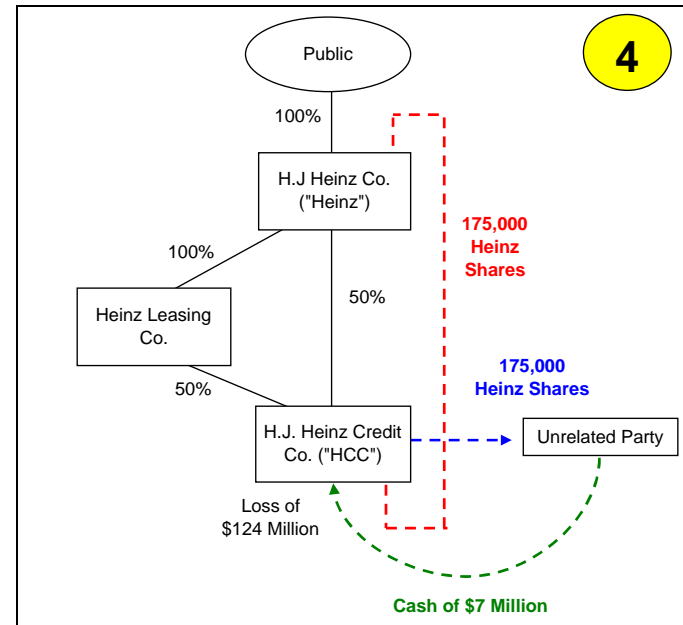 Public
4
100%
H.J Heinz Co.
("Heinz")
175,000
Heinz
Shares
100%
50%
Heinz Leasing
Co.
50%
175,000
Heinz Shares
H.J. Heinz Credit
Co. ("HCC")
Unrelated Party
Loss of
$124 Million
Cash of $7 Million